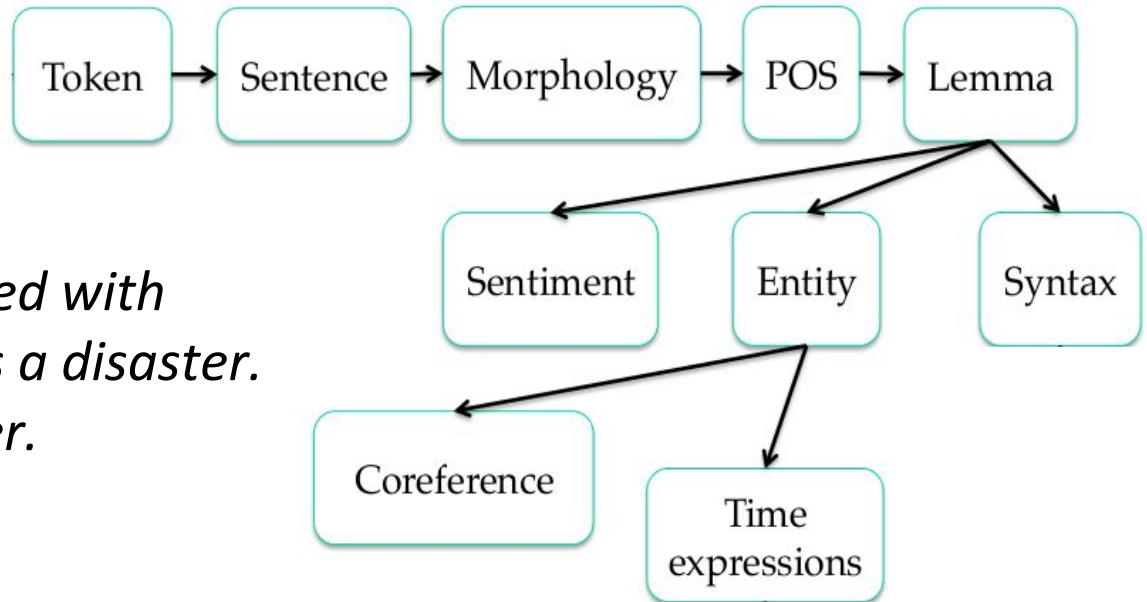 Token
Sentence
Morphology
POS
Lemma
Sentiment
Entity
Syntax
ed with
s a disaster.
er.
Coreference
Time
expressions